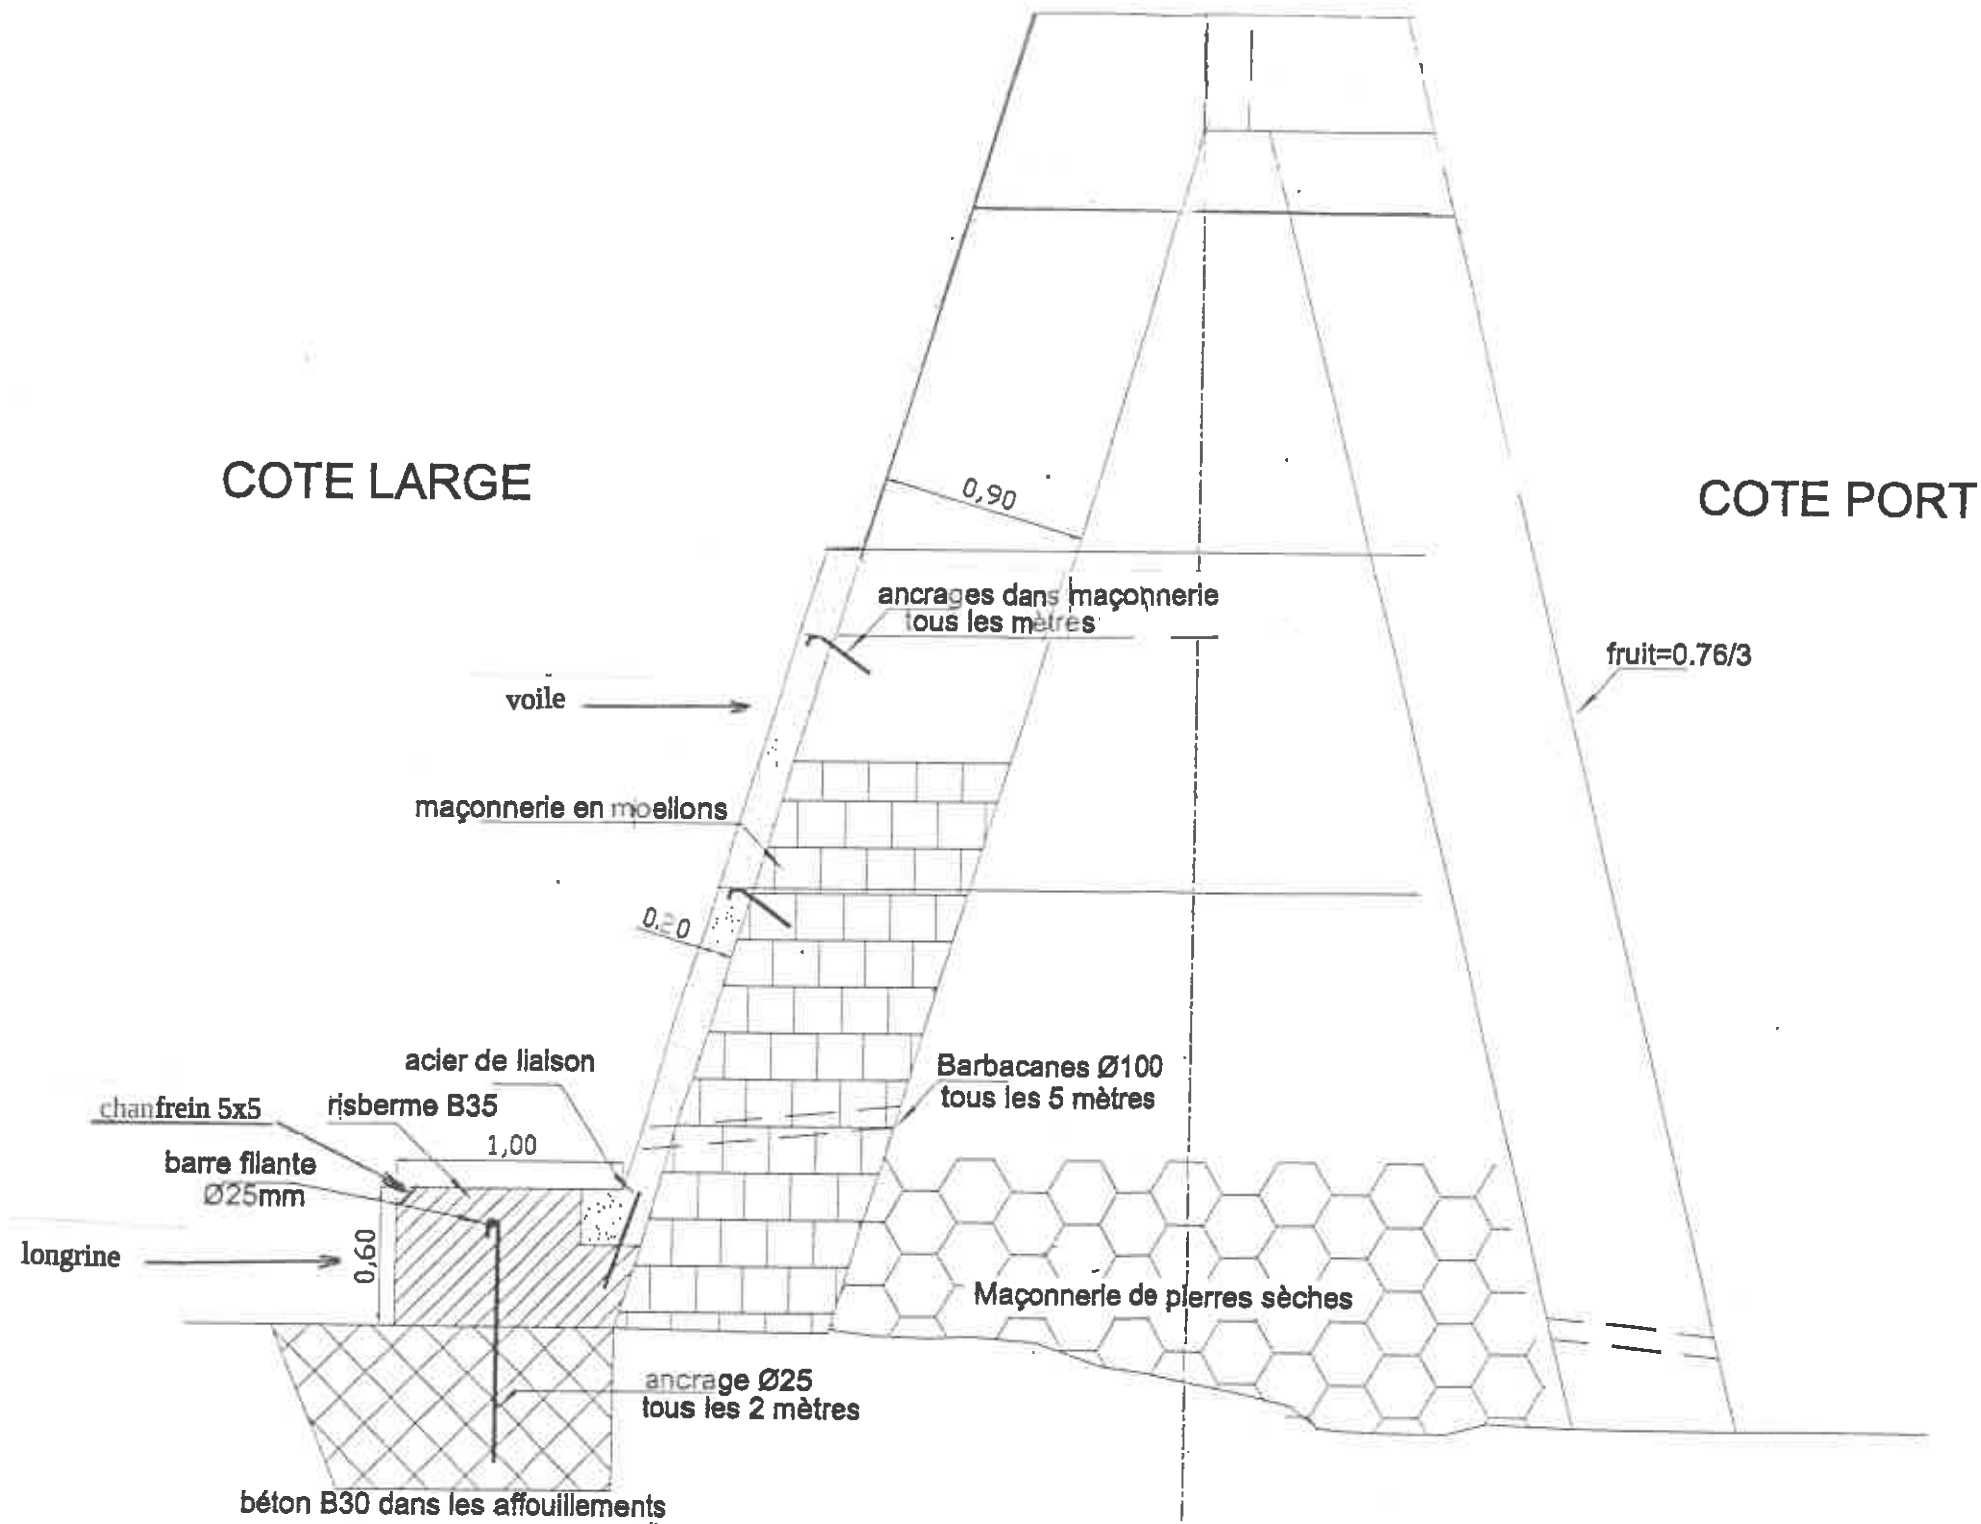 COTE LARGE
COTE PORT
0,90
ancrages dans maçonnerie
tous les mètres
fruit=0.76/3
voile
maçonnerie en moellons
0.20
acier de liaison
Barbacanes Ø100
tous les 5 mètres
chanfrein 5x5
risberme B35
1,00
barre filante
Ø25mm
longrine
0,60
Maçonnerie de pierres sèches
ancrage Ø25
tous les 2 mètres
béton B30 dans les affouillements